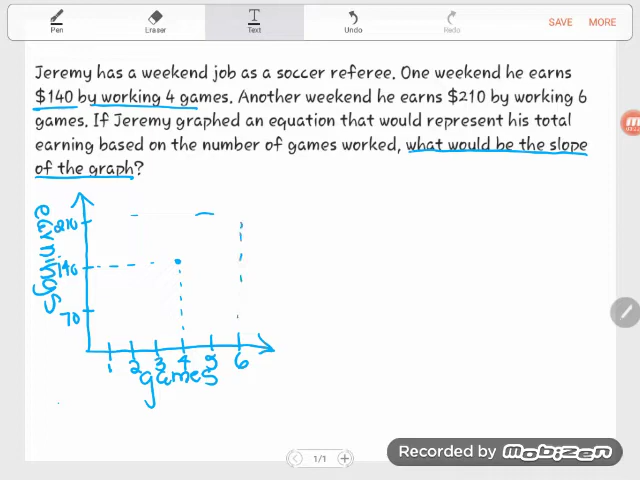 Pen Eraser Text Undo Redo SAVE MORE
Jeremy has a weekend job as a soccer referee. One weekend he earns
$140 by working 4 games. Another weekend he earns $210 by working 6
games. If Jeremy graphed an equation that would represent his total
earning based on the number of games worked, what would be the slope
of the graph?
earnings
210
140
70
1 2 3 4 5 6
games
1/1
Recorded by
mobizen